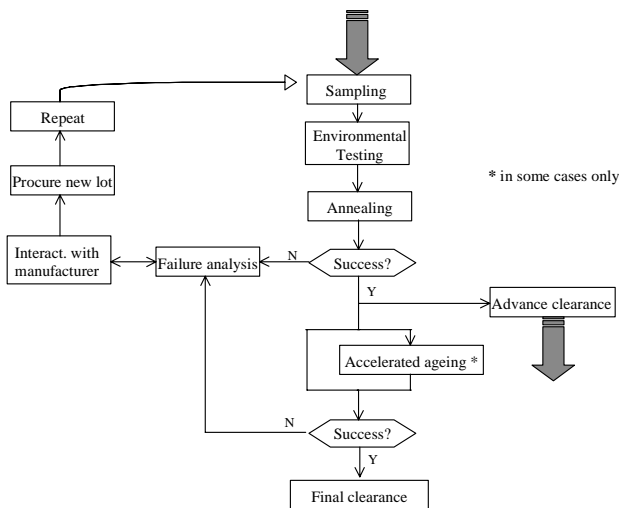 Sampling
Repeat
Environmental
Testing
Procure new lot
* in some cases only
Annealing
Interact. with
manufacturer
Failure analysis
N
Success?
Y
Advance clearance
Accelerated ageing *
N
Success?
Y
Final clearance